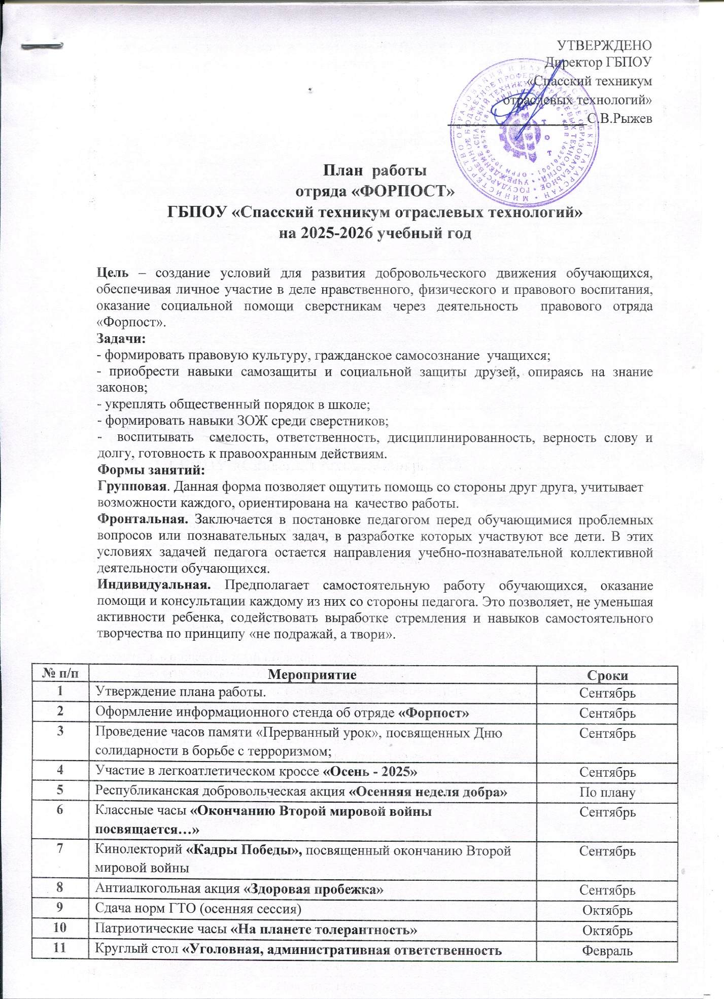 УТВЕРЖДЕНО
Директор ГБПОУ
«Спасский техникум
отраслевых технологий»
С.В.Рыжев
План работы
отряда «ФОРПОСТ»
ГБПОУ «Спасский техникум отраслевых технологий»
на 2025-2026 учебный год
Цель – создание условий для развития добровольческого движения обучающихся,
обеспечивая личное участие в деле нравственного, физического и правового воспитания,
оказание социальной помощи сверстникам через деятельность правового отряда
«Форпост».
Задачи:
- формировать правовую культуру, гражданское самосознание учащихся;
- приобрести навыки самозащиты и социальной защиты друзей, опираясь на знание
законов;
- укреплять общественный порядок в школе;
- формировать навыки ЗОЖ среди сверстников;
- воспитывать смелость, ответственность, дисциплинированность, верность слову и
долгу, готовность к правоохранным действиям.
Формы занятий:
Групповая. Данная форма позволяет ощутить помощь со стороны друг друга, учитывает
возможности каждого, ориентирована на качество работы.
Фронтальная. Заключается в постановке педагогом перед обучающимися проблемных
вопросов или познавательных задач, в разработке которых участвуют все дети. В этих
условиях задачей педагога остается направления учебно-познавательной коллективной
деятельности обучающихся.
Индивидуальная. Предполагает самостоятельную работу обучающихся, оказание
помощи и консультации каждому из них со стороны педагога. Это позволяет, не уменьшая
активности ребенка, содействовать выработке стремления и навыков самостоятельного
творчества по принципу «не подражай, а твори».
№ п/п Мероприятие Сроки
1 Утверждение плана работы. Сентябрь
2 Оформление информационного стенда об отряде «Форпост» Сентябрь
3 Проведение часов памяти «Прерванный урок», посвященных Дню Сентябрь
солидарности в борьбе с терроризмом;
4 Участие в легкоатлетическом кроссе «Осень - 2025» Сентябрь
5 Республиканская добровольческая акция «Осенняя неделя добра» По плану
6 Классные часы «Окончанию Второй мировой войны Сентябрь
посвящается…»
7 Кинолекторий «Кадры Победы», посвященный окончанию Второй Сентябрь
мировой войны
8 Антиалкогольная акция «Здоровая пробежка» Сентябрь
9 Сдача норм ГТО (осенняя сессия) Октябрь
10 Патриотические часы «На планете толерантность» Октябрь
11 Круглый стол «Уголовная, административная ответственность Февраль